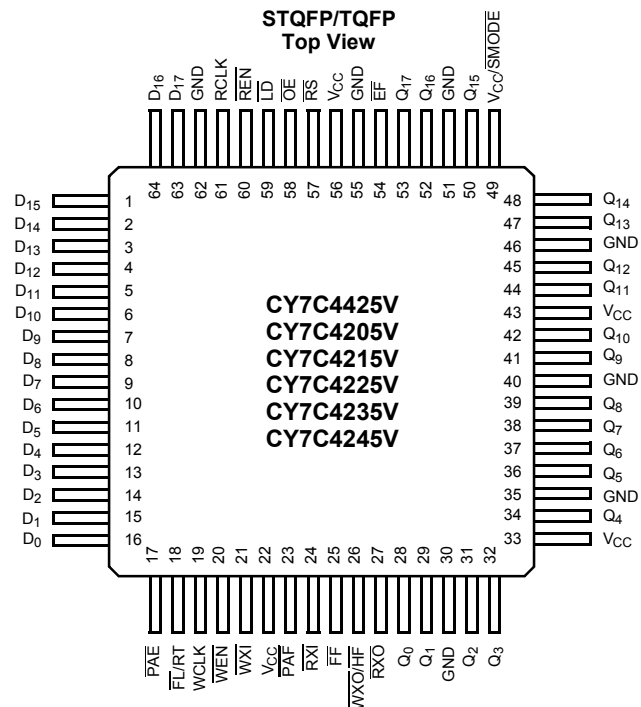 STQFP/TQFP
Top View
D16 D17 GND RCLK REN LD OE RS VCC GND EF Q17 Q16 GND Q15 VCC/SMODE
64 63 62 61 60 59 58 57 56 55 54 53 52 51 50 49
D15 1 48 Q14
D14 2 47 Q13
D13 3 46 GND
D12 4 45 Q12
D11 5 44 Q11
D10 6 43 VCC
D9 7 42 Q10
D8 8 41 Q9
D7 9 40 GND
D6 10 39 Q8
D5 11 38 Q7
D4 12 37 Q6
D3 13 36 Q5
D2 14 35 GND
D1 15 34 Q4
D0 16 33 VCC
CY7C4425V
CY7C4205V
CY7C4215V
CY7C4225V
CY7C4235V
CY7C4245V
17 18 19 20 21 22 23 24 25 26 27 28 29 30 31 32
PAE FL/RT WCLK WEN WXI VCC PAF RXI FF WXO/HF RXO Q0 Q1 GND Q2 Q3